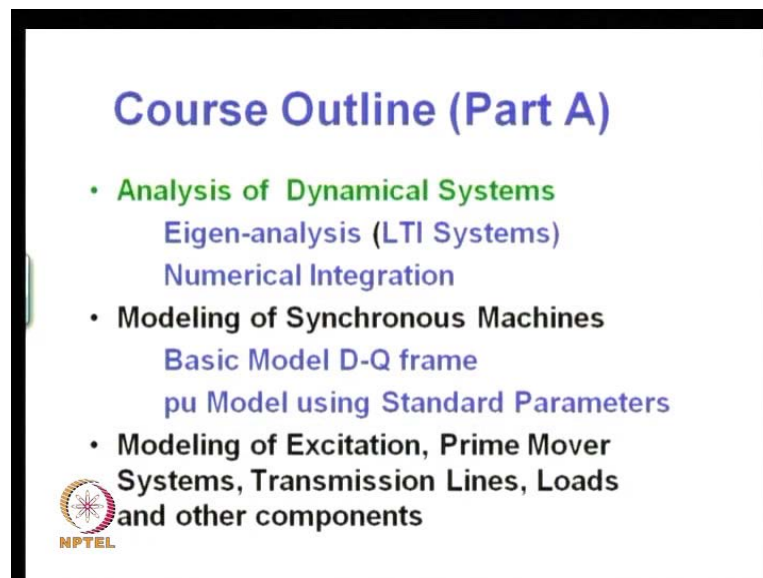 Course Outline (Part A)
• Analysis of Dynamical Systems
Eigen-analysis (LTI Systems)
Numerical Integration
• Modeling of Synchronous Machines
Basic Model D-Q frame
pu Model using Standard Parameters
• Modeling of Excitation, Prime Mover
Systems, Transmission Lines, Loads
and other components
NPTEL